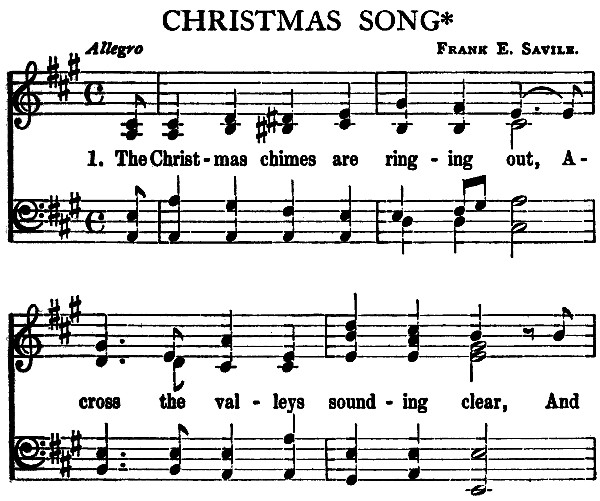 CHRISTMAS SONG*
Allegro
FRANK E. SAVILE.
1. The Christ-mas chimes are ring-ing out, A-
cross the val-leys sound-ing clear, And